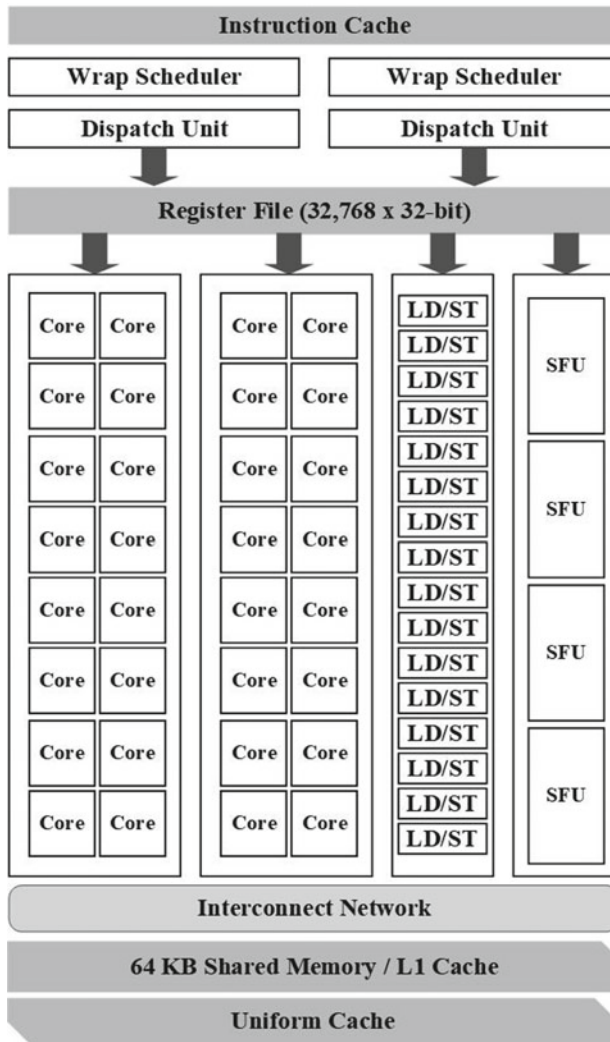 Instruction Cache
Wrap Scheduler Wrap Scheduler
Dispatch Unit Dispatch Unit
Register File (32,768 x 32-bit)
Core Core Core Core LD/ST SFU
LD/ST
Core Core Core Core LD/ST
LD/ST
Core Core Core Core LD/ST SFU
LD/ST
Core Core Core Core LD/ST
LD/ST
Core Core Core Core LD/ST SFU
LD/ST
Core Core Core Core LD/ST
LD/ST
Core Core Core Core LD/ST SFU
LD/ST
Core Core Core Core LD/ST
LD/ST
Interconnect Network
64 KB Shared Memory / L1 Cache
Uniform Cache